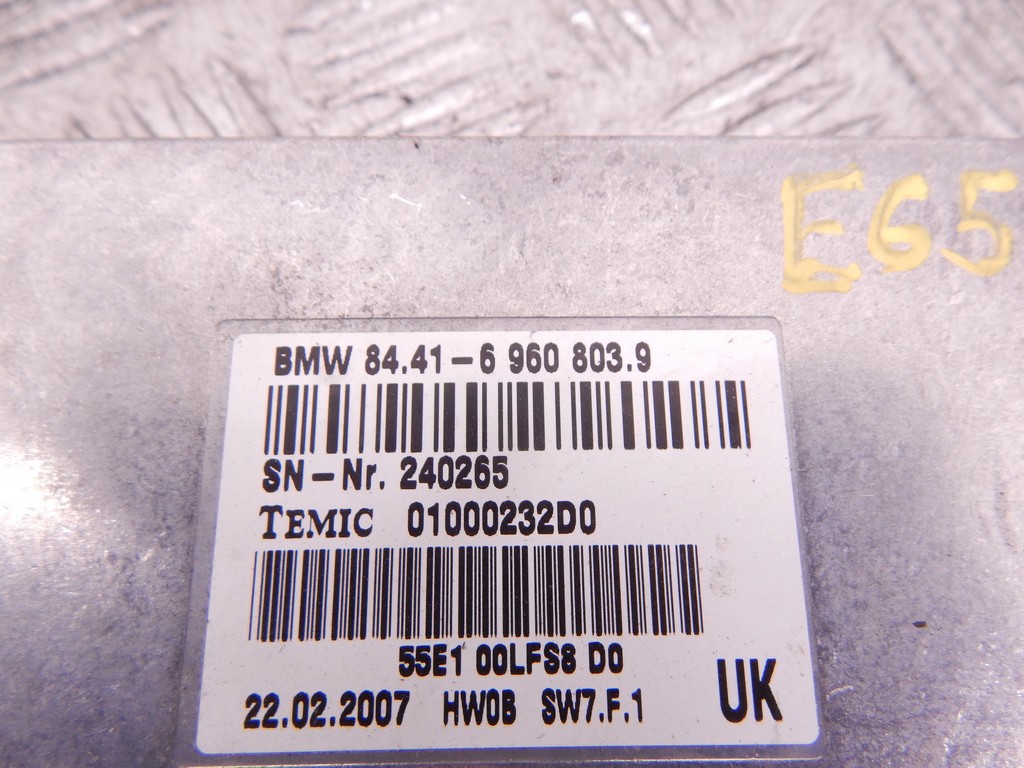 E65
BMW 84.41-6 960 803.9
SN-Nr. 240265
TEMIC 01000232D0
55E1 00LFS8 D0
22.02.2007 HW0B SW7.F.1 UK